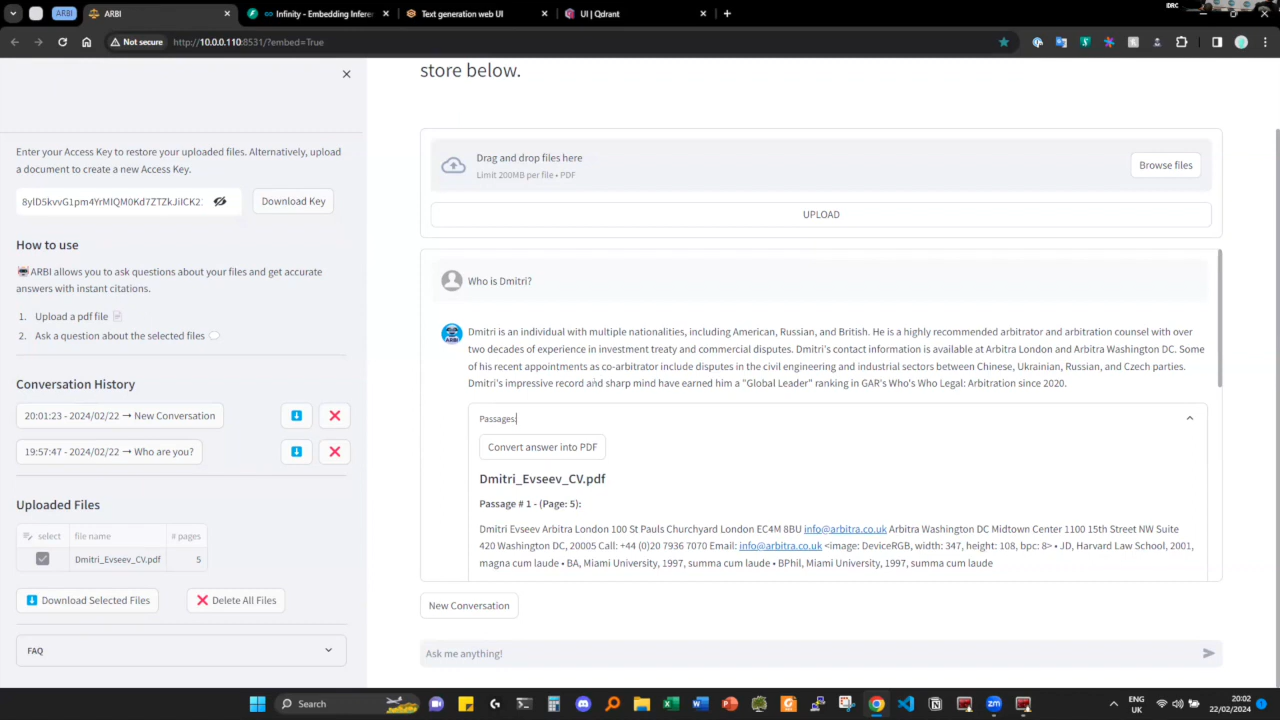 IDRC
ARBI
ARBI
Infinity - Embedding Infere
Text generation web UI
UI | Qdrant
Not secure
http://10.0.0.110:8531/?embed=True
Enter your Access Key to restore your uploaded files. Alternatively, upload
a document to create a new Access Key.
8ylD5kvvG1pm4YrMIQM0Kd7ZTZkJiICK2:
Download Key
How to use
ARBI allows you to ask questions about your files and get accurate
answers with instant citations.
1. Upload a pdf file
2. Ask a question about the selected files
Conversation History
20:01:23 - 2024/02/22 → New Conversation
19:57:47 - 2024/02/22 → Who are you?
Uploaded Files
select file name # pages
Dmitri_Evseev_CV.pdf 5
Download Selected Files
Delete All Files
FAQ
store below.
Drag and drop files here
Limit 200MB per file • PDF
Browse files
UPLOAD
Who is Dmitri?
ARBI
Dmitri is an individual with multiple nationalities, including American, Russian, and British. He is a highly recommended arbitrator and arbitration counsel with over
two decades of experience in investment treaty and commercial disputes. Dmitri's contact information is available at Arbitra London and Arbitra Washington DC. Some
of his recent appointments as co-arbitrator include disputes in the civil engineering and industrial sectors between Chinese, Ukrainian, Russian, and Czech parties.
Dmitri's impressive record and sharp mind have earned him a "Global Leader" ranking in GAR's Who's Who Legal: Arbitration since 2020.
Passages:
Convert answer into PDF
Dmitri_Evseev_CV.pdf
Passage # 1 - (Page: 5):
Dmitri Evseev Arbitra London 100 St Pauls Churchyard London EC4M 8BU info@arbitra.co.uk Arbitra Washington DC Midtown Center 1100 15th Street NW Suite
420 Washington DC, 20005 Call: +44 (0)20 7936 7070 Email: info@arbitra.co.uk <image: DeviceRGB, width: 347, height: 108, bpc: 8> • JD, Harvard Law School, 2001,
magna cum laude • BA, Miami University, 1997, summa cum laude • BPhil, Miami University, 1997, summa cum laude
New Conversation
Ask me anything!
Search
ENG
UK
20:02
22/02/2024